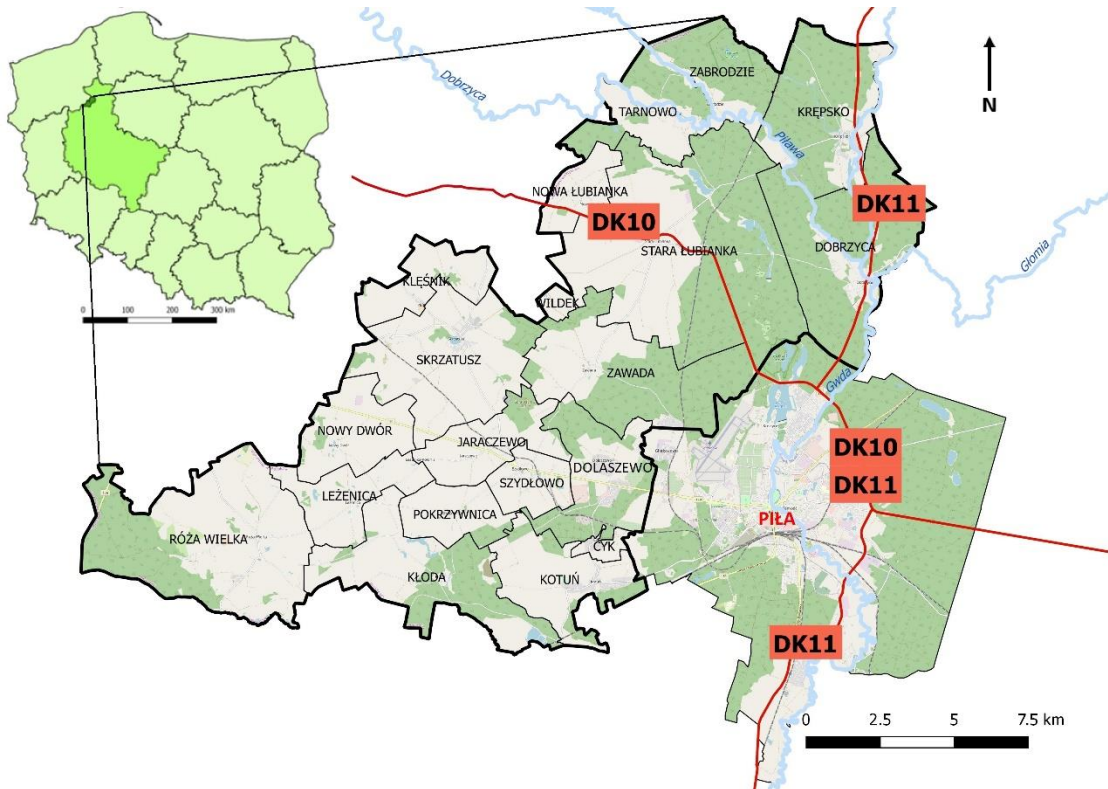 ZABRODZIE
Dobrzyca
TARNOWO
KRĘPSKO
N
Piława
NOWA ŁUBIANKA
DK10
DK11
STARA ŁUBIANKA
DOBRZYCA
Głomia
KLĘŚNIK
WILDEK
0 100 200 300 km
SKRZATUSZ
ZAWADA
Gwda
NOWY DWÓR
JARACZEWO
DK10
DOLASZEWO
SZYDŁOWO
DK11
LEŻENICA
POKRZYWNICA
PIŁA
RÓŻA WIELKA
CYK
KŁODA
KOTUŃ
DK11
0 2.5 5 7.5 km